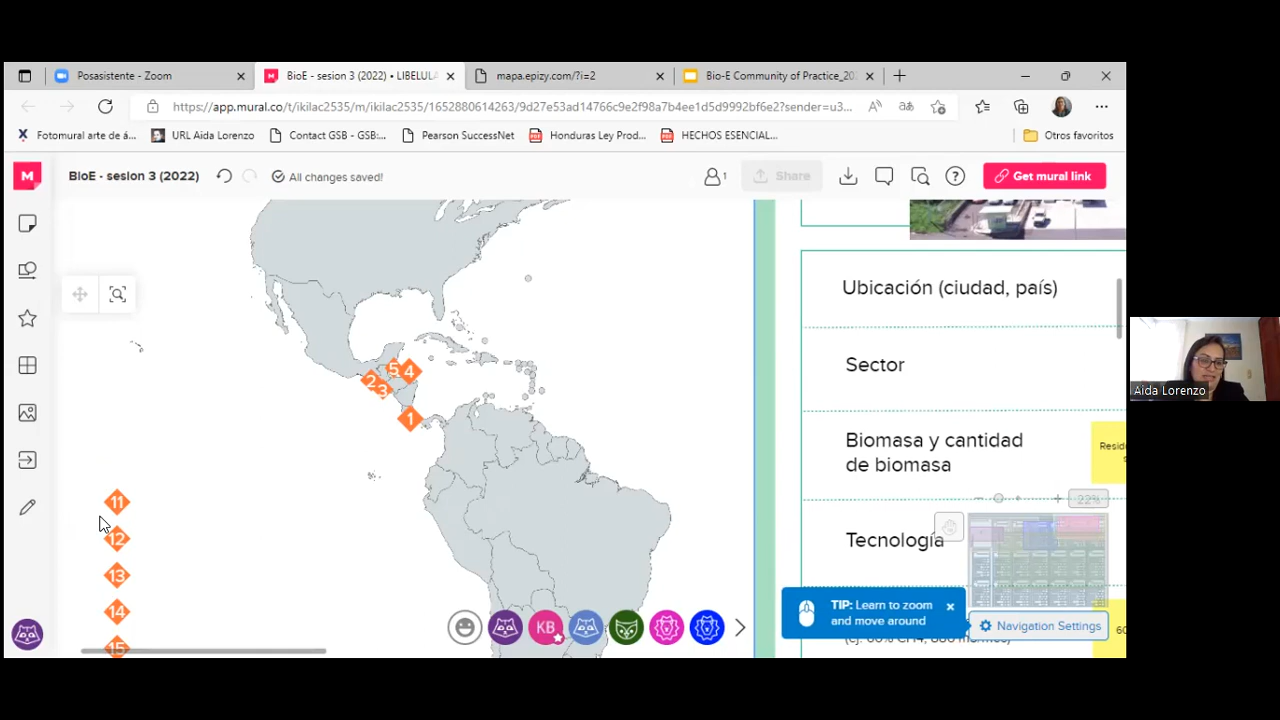 Posasistente - Zoom
BioE - sesion 3 (2022) • LIBELULA
mapa.epizy.com/?i=2
Bio-E Community of Practice_202
https://app.mural.co/t/ikilac2535/m/ikilac2535/1652880614263/9d27e53ad14766c9e2f98a7b4ee1d5d9992bf6e2?sender=u3...
Fotomural arte de á...
URL Aida Lorenzo
Contact GSB - GSB:...
Pearson SuccessNet
Honduras Ley Prod...
HECHOS ESENCIAL...
Otros favoritos
M
BioE - sesion 3 (2022)
All changes saved!
1
Share
Get mural link
5
4
2
3
1
11
12
13
14
15
KB
Ubicación (ciudad, país)
Sector
Biomasa y cantidad
de biomasa
Tecnología
22%
TIP: Learn to zoom
and move around
Navigation Settings
Aida Lorenzo